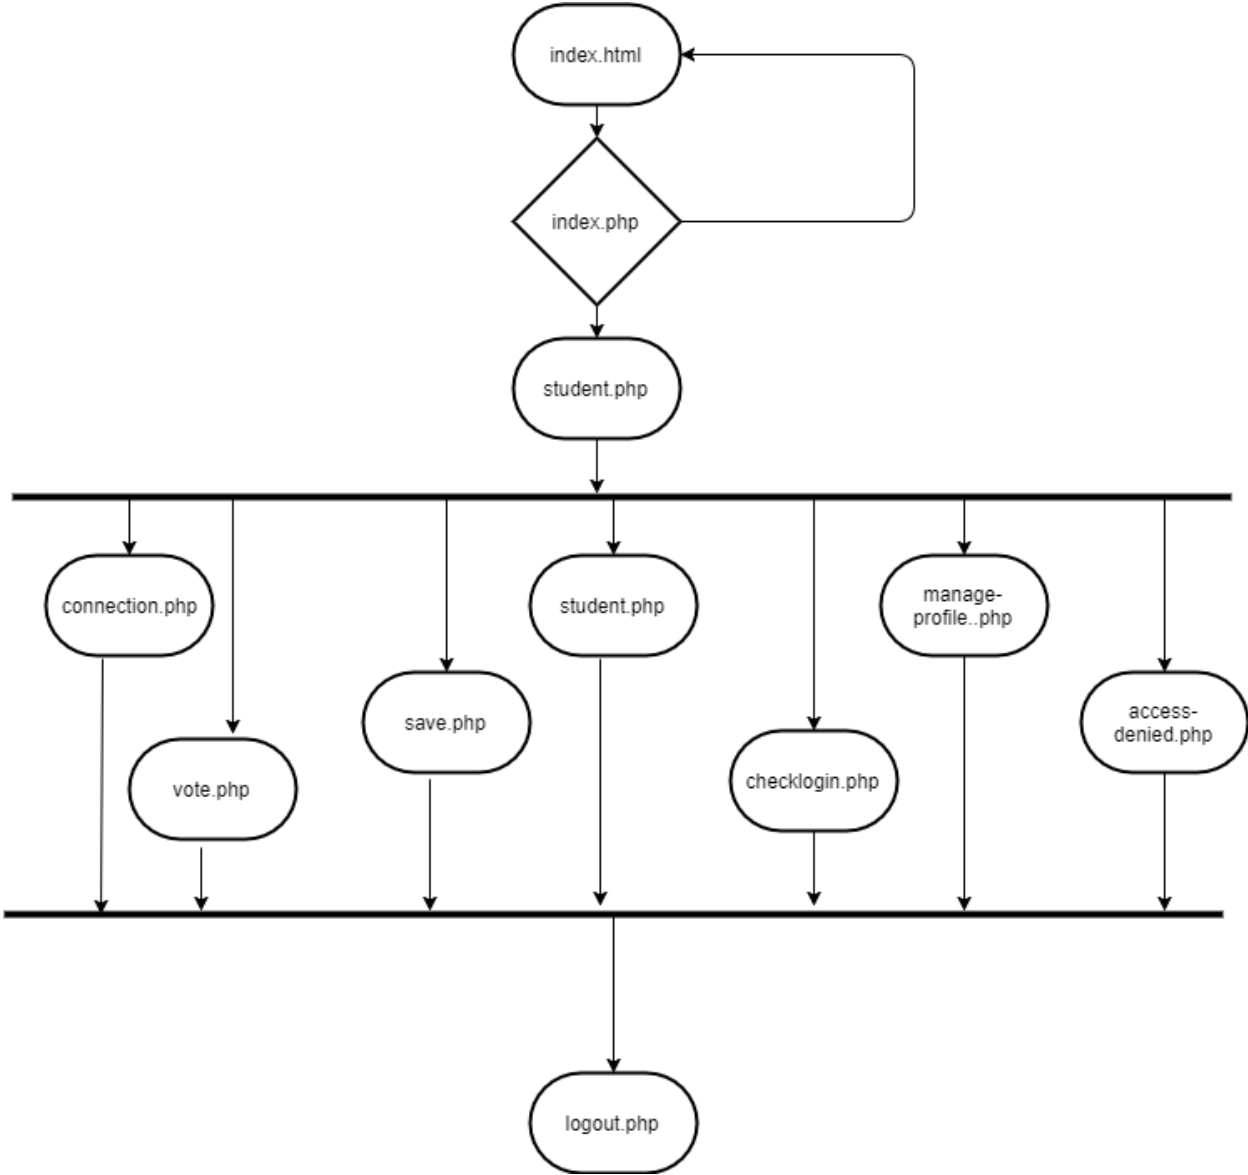 index.html
index.php
student.php
connection.php
student.php
manage-
profile..php
save.php
access-
denied.php
vote.php
checklogin.php
logout.php